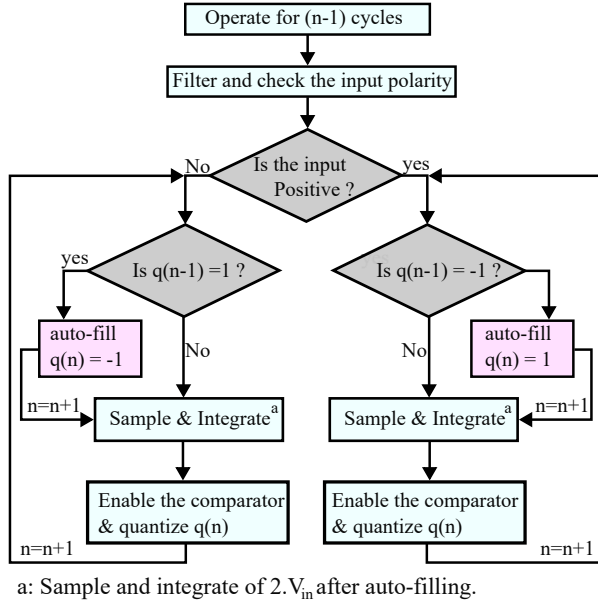 Operate for (n-1) cycles
Filter and check the input polarity
Is the input
Positive ?
No
yes
Is q(n-1) =1 ?
Is q(n-1) = -1 ?
yes
auto-fill
q(n) = -1
auto-fill
q(n) = 1
No
No
n=n+1
n=n+1
Sample & Integrate^a
Sample & Integrate^a
Enable the comparator
& quantize q(n)
Enable the comparator
& quantize q(n)
n=n+1
n=n+1
a: Sample and integrate of 2.V_in after auto-filling.